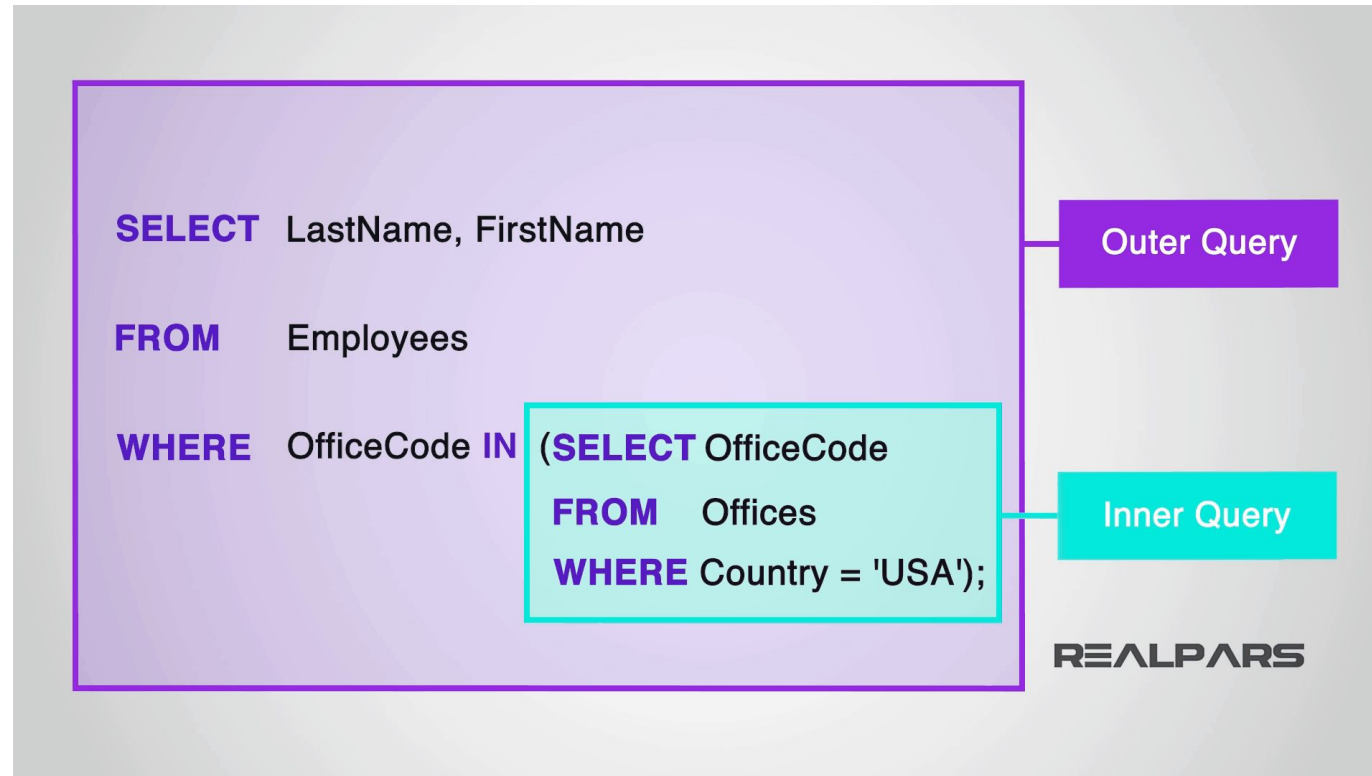 SELECT LastName, FirstName
Outer Query
FROM Employees
WHERE OfficeCode IN (SELECT OfficeCode
FROM Offices
WHERE Country = 'USA');
Inner Query
REALPARS